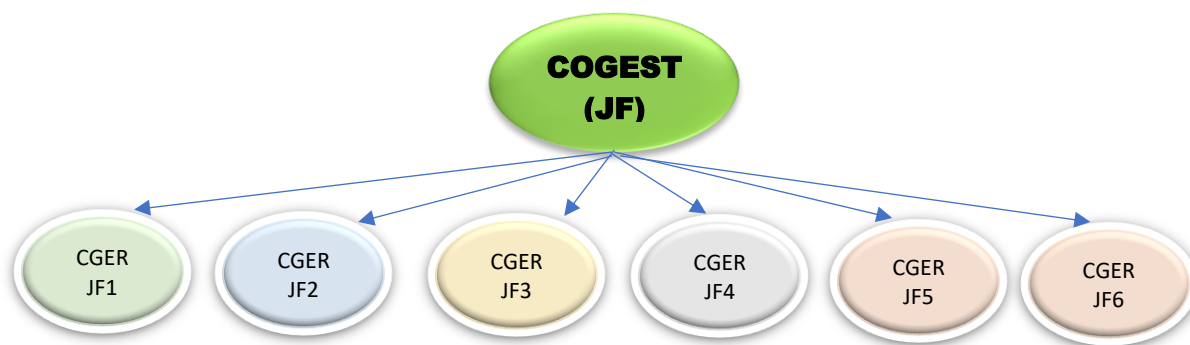 COGEST
(JF)
CGER
JF1
CGER
JF2
CGER
JF3
CGER
JF4
CGER
JF5
CGER
JF6